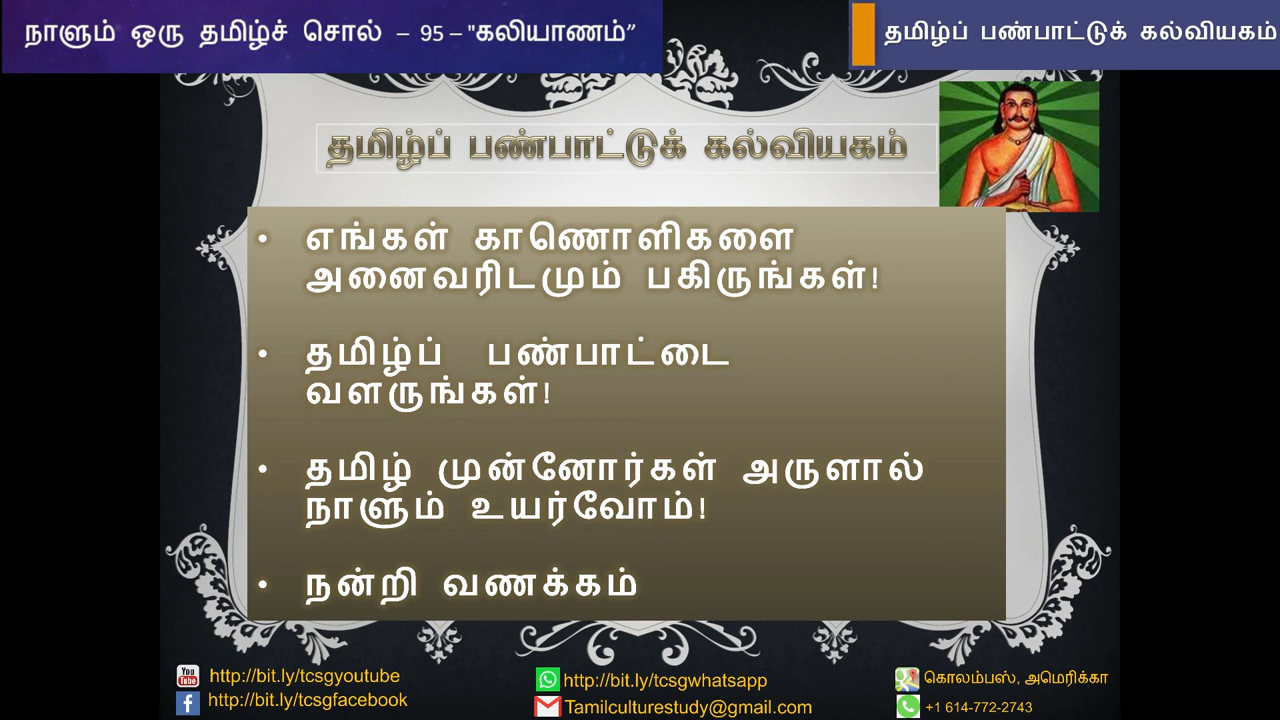 நாளும் ஒரு தமிழ்ச் சொல் – 95 – "கலியாணம்”
தமிழ்ப் பண்பாட்டுக் கல்வியகம்
தமிழ்ப் பண்பாட்டுக் கல்வியகம்
• எங்கள் காணொளிகளை
அனைவரிடமும் பகிருங்கள்!
• தமிழ்ப் பண்பாட்டை
வளருங்கள்!
• தமிழ் முன்னோர்கள் அருளால்
நாளும் உயர்வோம்!
• நன்றி வணக்கம்
You Tube http://bit.ly/tcsgyoutube
http://bit.ly/tcsgfacebook
http://bit.ly/tcsgwhatsapp
Tamilculturestudy@gmail.com
கொலம்பஸ், அமெரிக்கா
+1 614-772-2743